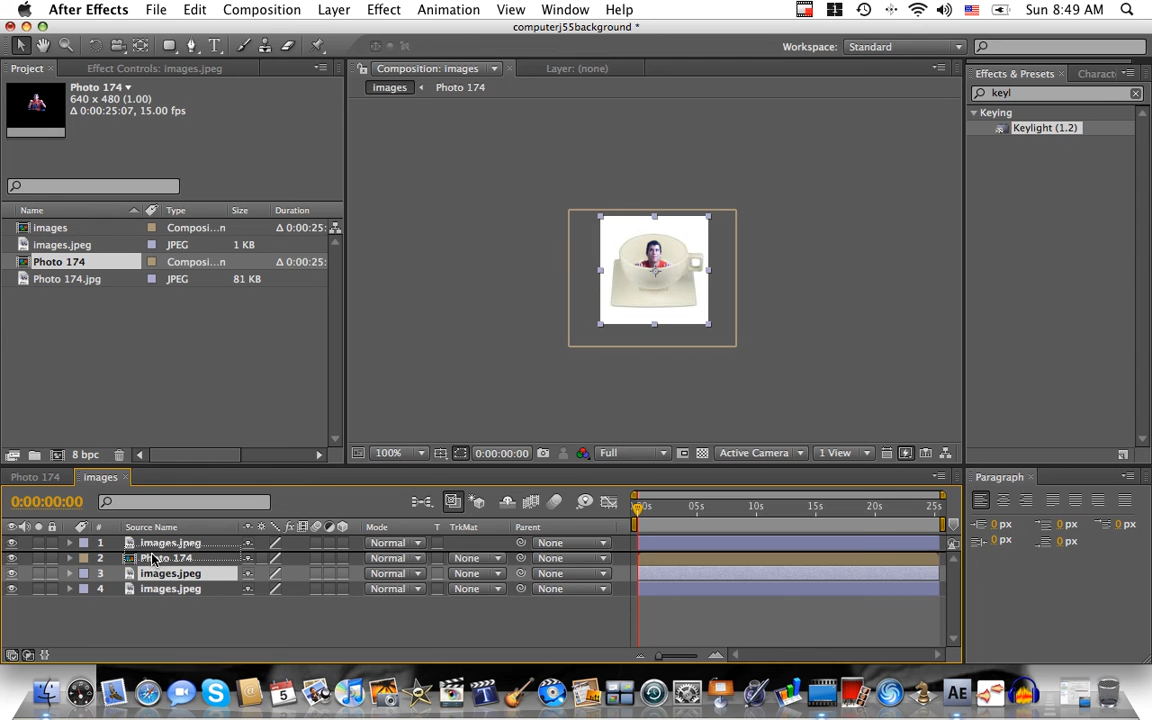 After Effects File Edit Composition Layer Effect Animation View Window Help Sun 8:49 AM
computerj55background *
Workspace: Standard
Project Effect Controls: images.jpeg Composition: images Layer: (none) Effects & Presets Charact
Photo 174
640 x 480 (1.00)
Δ 0:00:25:07, 15.00 fps
images Photo 174
keyl
Keying
Keylight (1.2)
Name Type Size Duration
images Composi...n Δ 0:00:25:
images.jpeg JPEG 1 KB
Photo 174 Composi...n Δ 0:00:25:
Photo 174.jpg JPEG 81 KB
8 bpc
100% 0:00:00:00 Full Active Camera 1 View
Photo 174 images Paragraph
0:00:00:00
:00s 05s 10s 15s 20s 25s
# Source Name Mode T TrkMat Parent
1 images.jpeg Normal None
2 Photo 174 Normal None None
3 images.jpeg Normal None None
4 images.jpeg Normal None None
0 px 0 px 0 px
0 px 0 px
5
AE